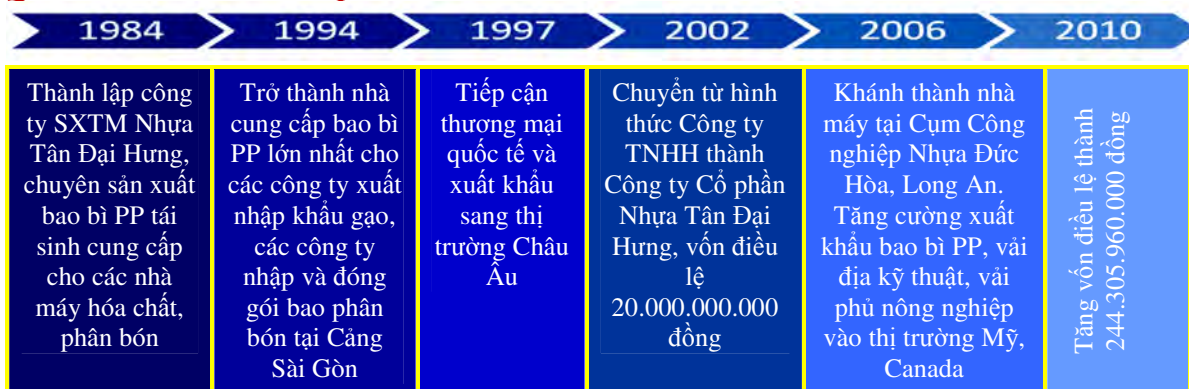 1984
1994
1997
2002
2006
2010
Thành lập công
ty SXTM Nhựa
Tân Đại Hưng,
chuyên sản xuất
bao bì PP tái
sinh cung cấp
cho các nhà
máy hóa chất,
phân bón
Trở thành nhà
cung cấp bao bì
PP lớn nhất cho
các công ty xuất
nhập khẩu gạo,
các công ty
nhập và đóng
gói bao phân
bón tại Cảng
Sài Gòn
Tiếp cận
thương mại
quốc tế và
xuất khẩu
sang thị
trường Châu
Âu
Chuyển từ hình
thức Công ty
TNHH thành
Công ty Cổ phần
Nhựa Tân Đại
Hưng, vốn điều
lệ
20.000.000.000
đồng
Khánh thành nhà
máy tại Cụm Công
nghiệp Nhựa Đức
Hòa, Long An.
Tăng cường xuất
khẩu bao bì PP, vải
địa kỹ thuật, vải
phủ nông nghiệp
vào thị trường Mỹ,
Canada
Tăng vốn điều lệ thành
244.305.960.000 đồng